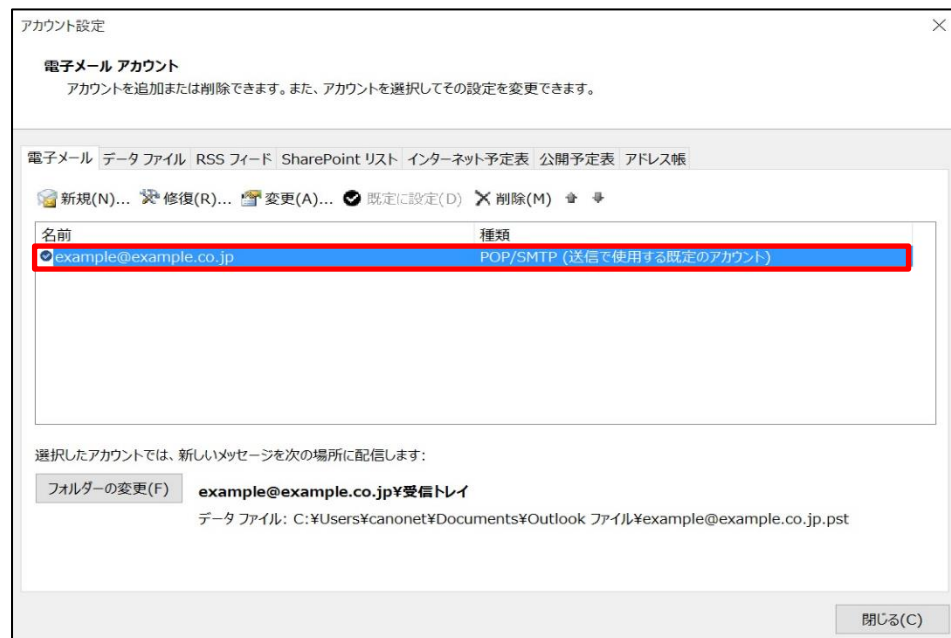 アカウント設定
電子メール アカウント
アカウントを追加または削除できます。また、アカウントを選択してその設定を変更できます。
電子メール データ ファイル RSS フィード SharePoint リスト インターネット予定表 公開予定表 アドレス帳
新規(N)... 修復(R)... 変更(A)... 既定に設定(D) 削除(M)
名前 種類
example@example.co.jp POP/SMTP (送信で使用する既定のアカウント)
選択したアカウントでは、新しいメッセージを次の場所に配信します:
フォルダーの変更(F) example@example.co.jp¥受信トレイ
データ ファイル: C:¥Users¥canonet¥Documents¥Outlook ファイル¥example@example.co.jp.pst
閉じる(C)